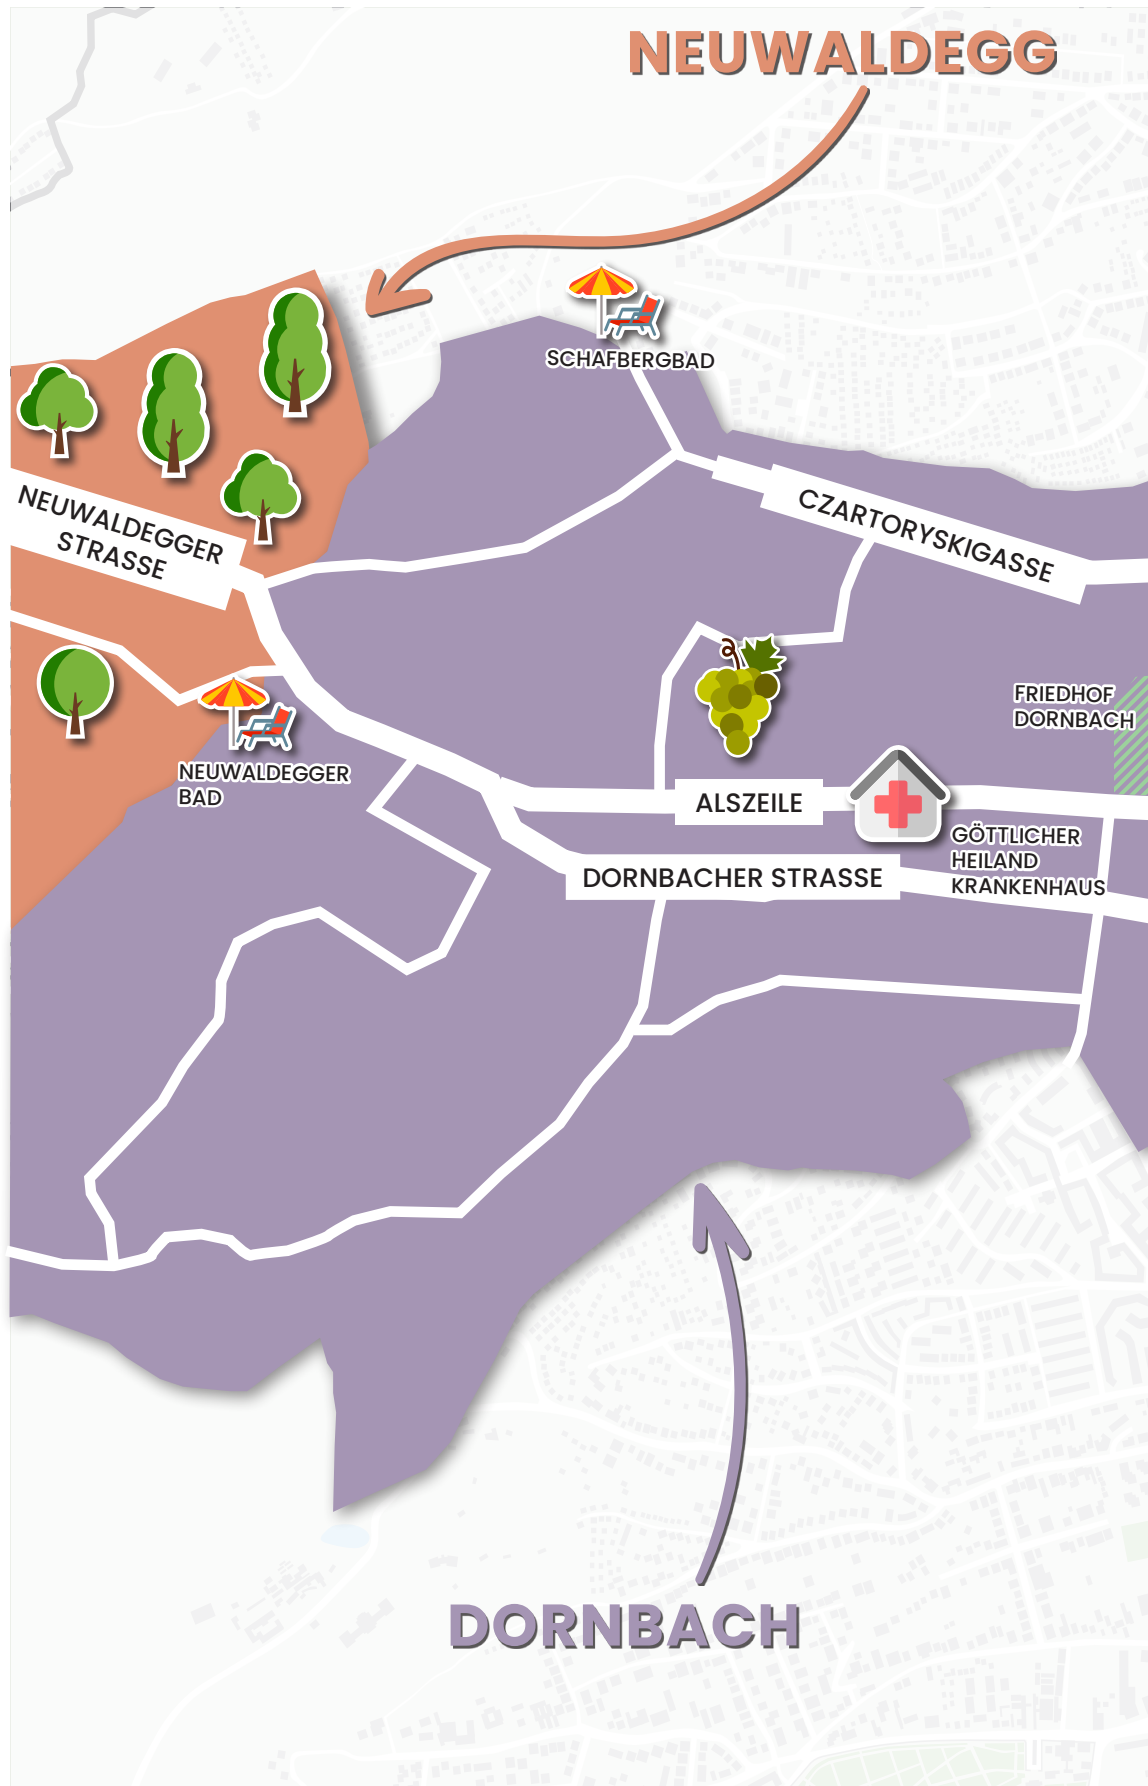 NEUWALDEGG
SCHAFBERGBAD
NEUWALDEGGER
STRASSE
CZARTORYSKIGASSE
FRIEDHOF
DORNBACH
NEUWALDEGGER
BAD
ALSZEILE
GÖTTLICHER
HEILAND
KRANKENHAUS
DORNBACHER STRASSE
DORNBACH